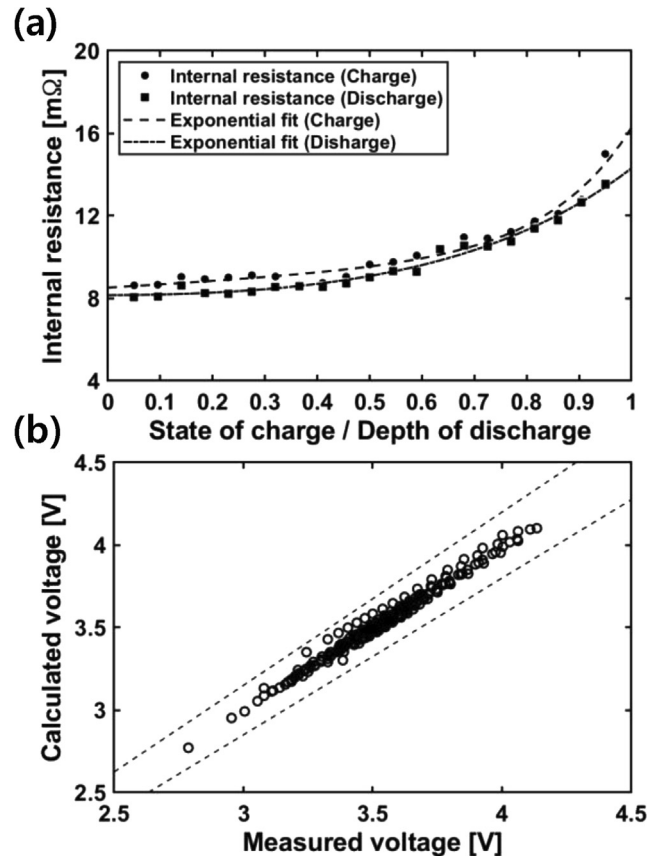 (a)
20
16
12
8
4
Internal resistance [mΩ]
Internal resistance (Charge)
Internal resistance (Discharge)
Exponential fit (Charge)
Exponential fit (Disharge)
0 0.1 0.2 0.3 0.4 0.5 0.6 0.7 0.8 0.9 1
State of charge / Depth of discharge
(b)
4.5
4
3.5
3
2.5
Calculated voltage [V]
2.5 3 3.5 4 4.5
Measured voltage [V]